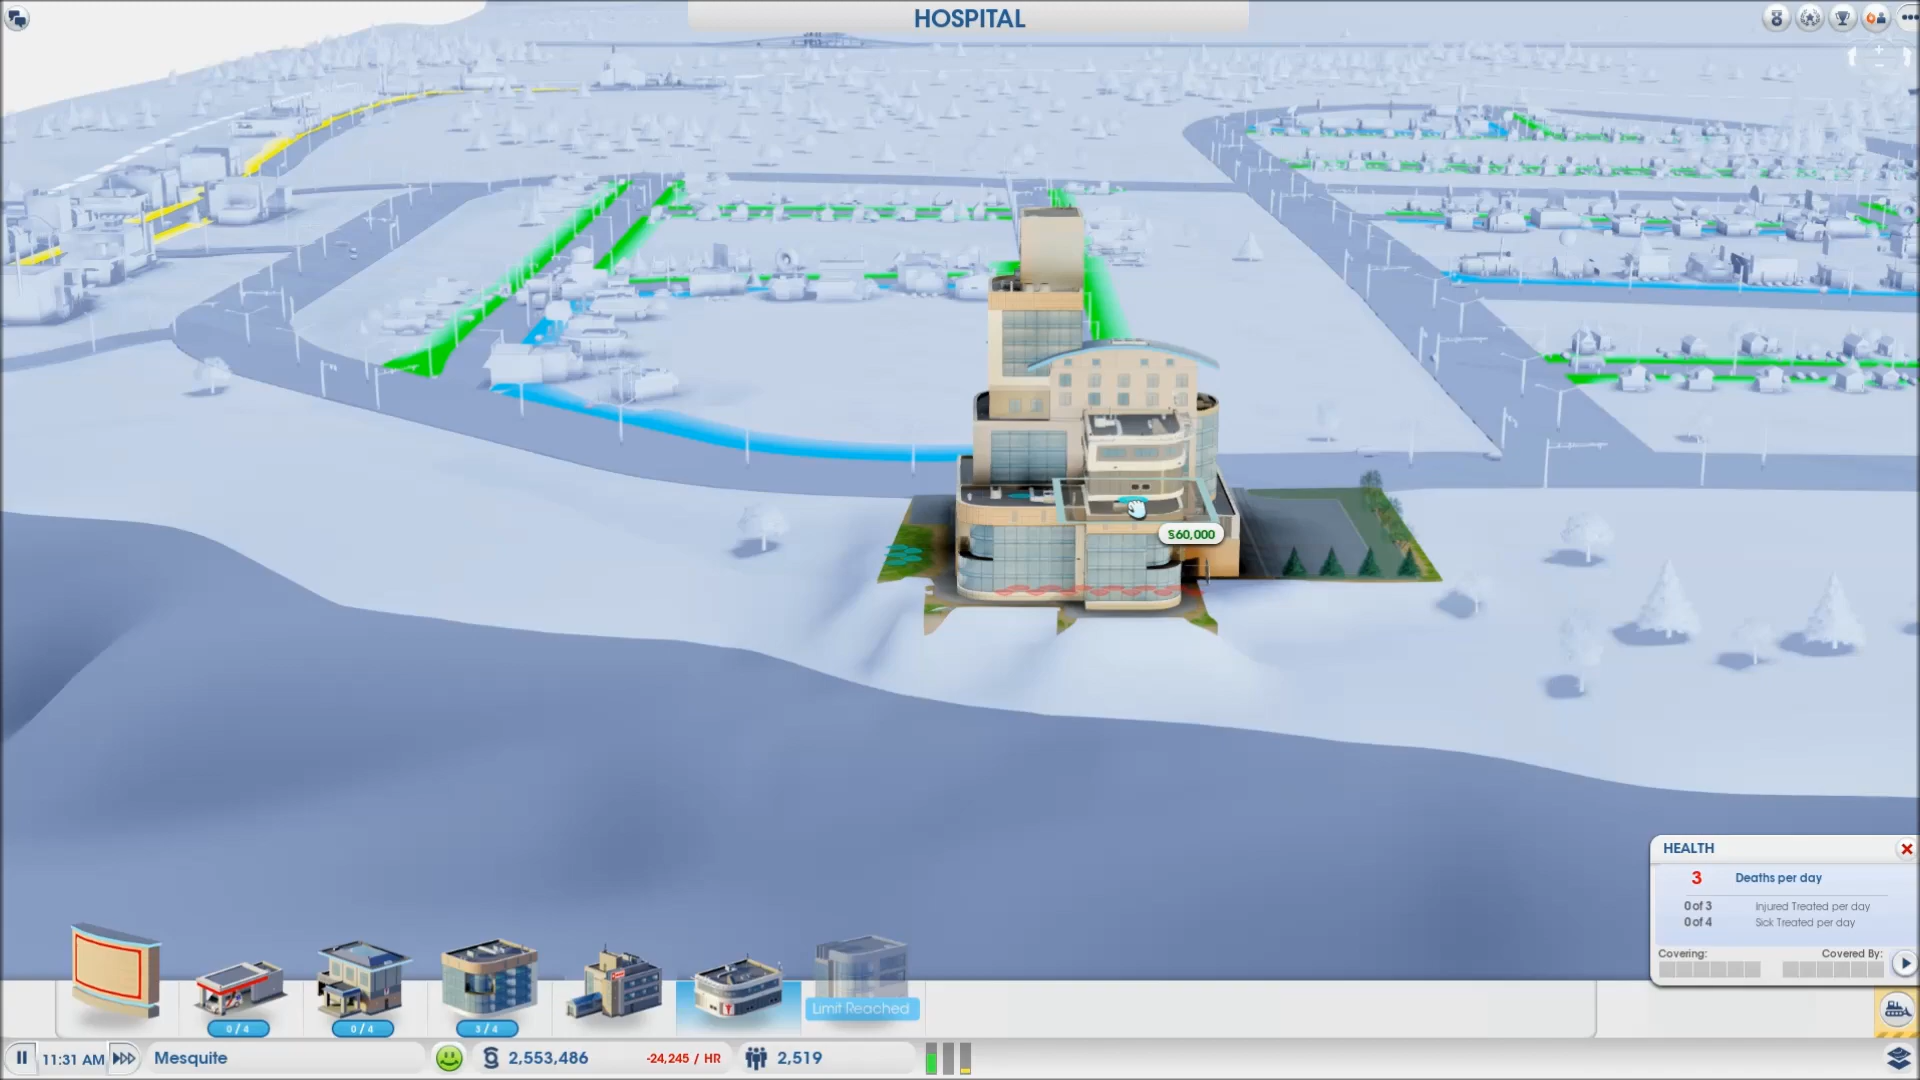 HOSPITAL
$60,000
HEALTH
3 Deaths per day
0 of 3 Injured Treated per day
0 of 4 Sick Treated per day
Covering: Covered By:
Limit Reached
0 / 4
0 / 4
3 / 4
11:31 AM Mesquite 2,553,486 -24,245 / HR 2,519